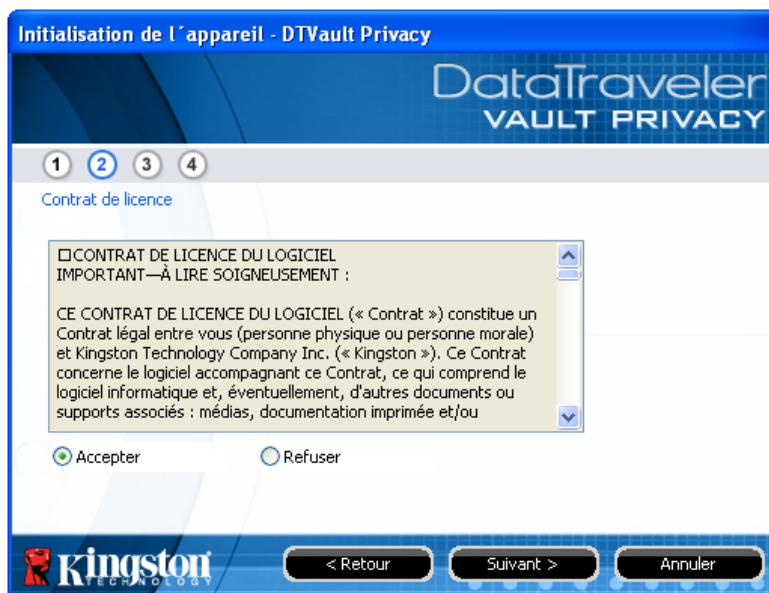 Initialisation de l´appareil - DTVault Privacy
DataTraveler
VAULT PRIVACY
1 2 3 4
Contrat de licence
□CONTRAT DE LICENCE DU LOGICIEL
IMPORTANT—À LIRE SOIGNEUSEMENT :
CE CONTRAT DE LICENCE DU LOGICIEL (« Contrat ») constitue un
Contrat légal entre vous (personne physique ou personne morale)
et Kingston Technology Company Inc. (« Kingston »). Ce Contrat
concerne le logiciel accompagnant ce Contrat, ce qui comprend le
logiciel informatique et, éventuellement, d'autres documents ou
supports associés : médias, documentation imprimée et/ou
Accepter Refuser
Kingston
TECHNOLOGY
< Retour Suivant > Annuler